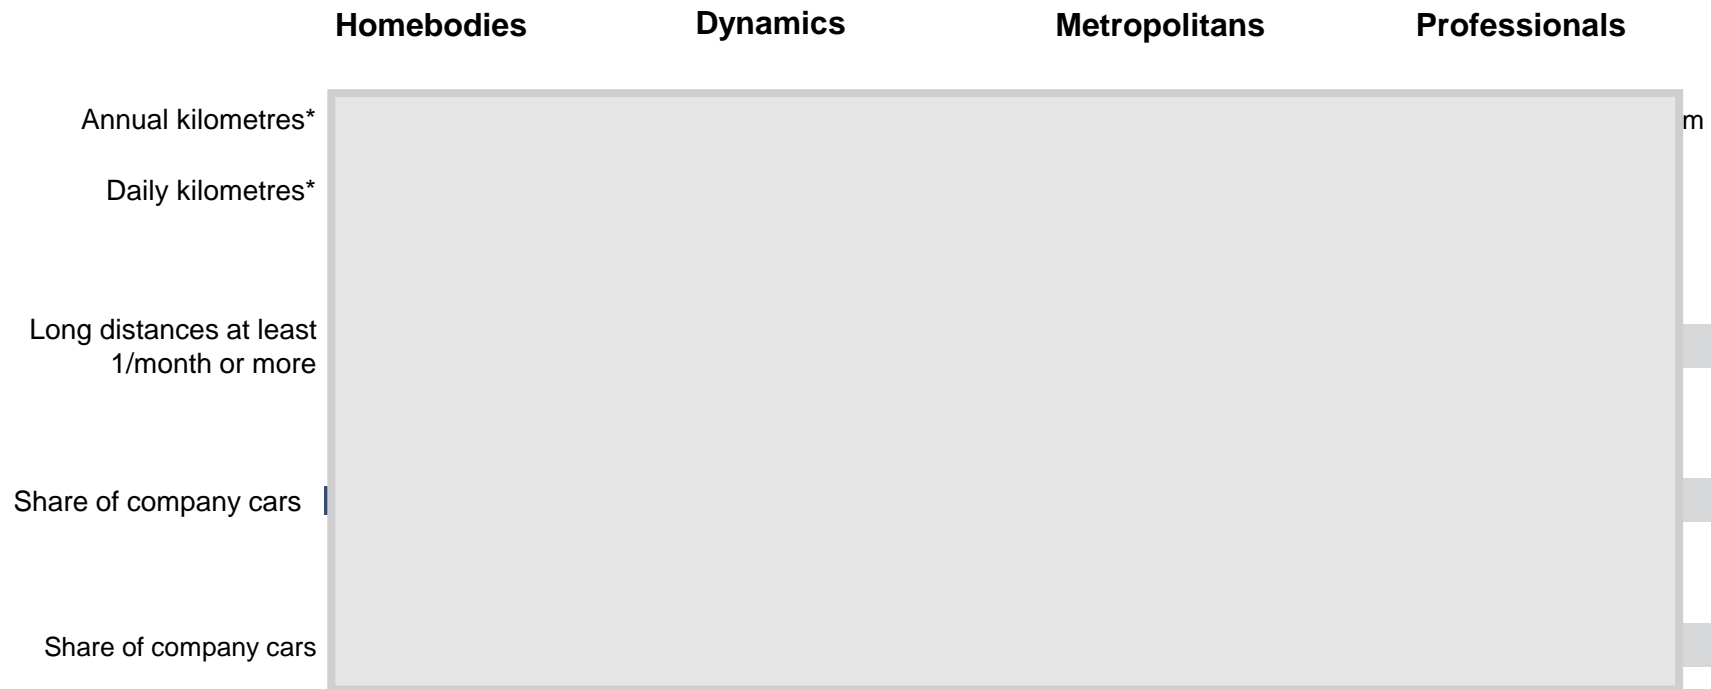 Homebodies Dynamics Metropolitans Professionals
Annual kilometres* m
Daily kilometres*
Long distances at least
1/month or more
Share of company cars
Share of company cars